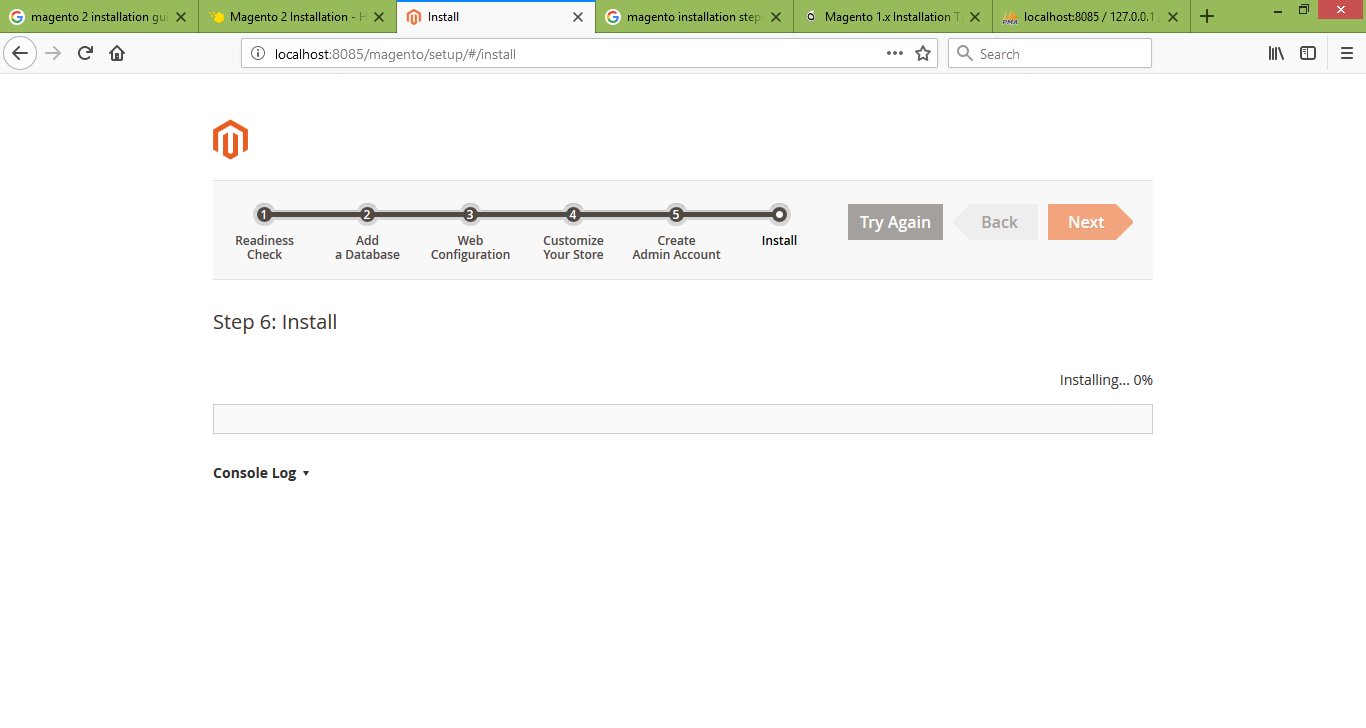 magento 2 installation gui
Magento 2 Installation - H
Install
magento installation steps
Magento 1.x Installation T
localhost:8085 / 127.0.0.1 /
localhost:8085/magento/setup/#/install
Search
1
2
3
4
5
Readiness
Check
Add
a Database
Web
Configuration
Customize
Your Store
Create
Admin Account
Install
Try Again
Back
Next
Step 6: Install
Installing... 0%
Console Log